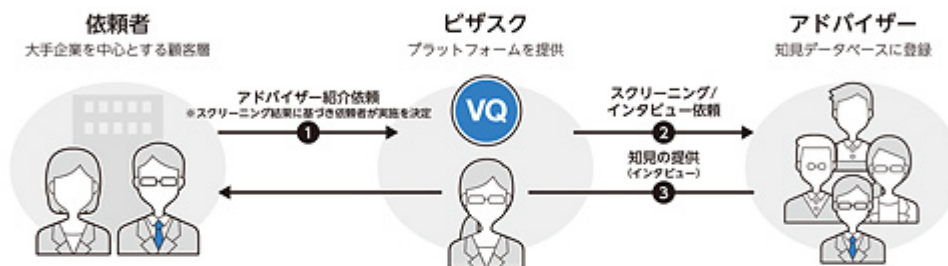 依頼者
大手企業を中心とする顧客層
ビザスク
プラットフォームを提供
アドバイザー
知見データベースに登録
アドバイザー紹介依頼
※スクリーニング結果に基づき依頼者が実施を決定
1
VQ
スクリーニング/
インタビュー依頼
2
知見の提供
(インタビュー)
3